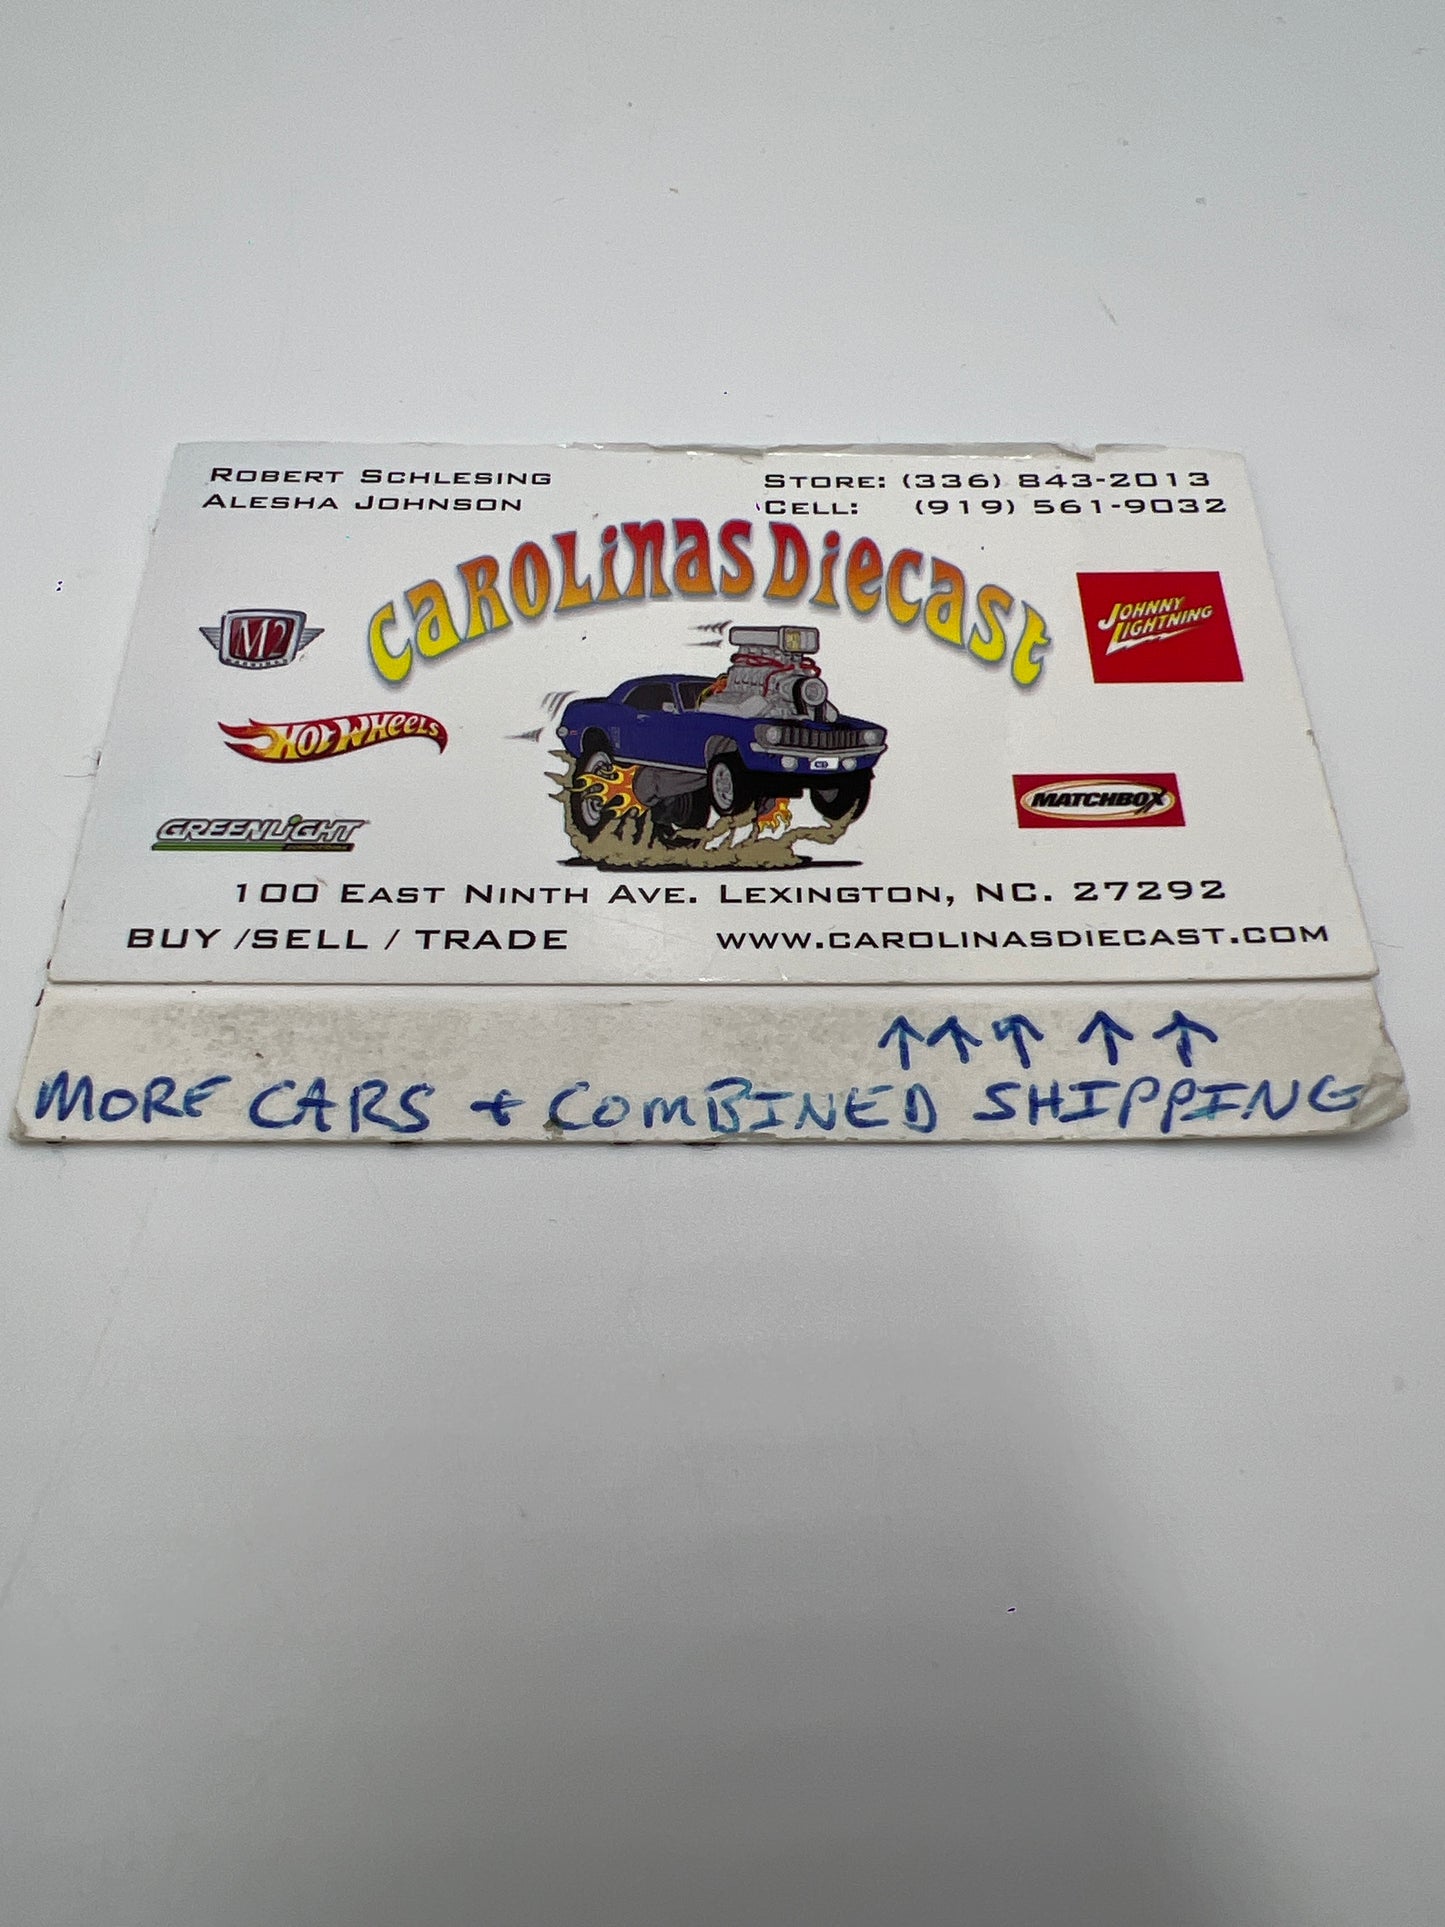 ROBERT SCHLESING
ALESHA JOHNSON
STORE: (336) 843-2013
CELL: (919) 561-9032
CAROLINAS DIECAST
M2
JOHNNY
LIGHTNING
HOT WHEELS
MATCHBOX
GREENLIGHT
100 EAST NINTH AVE. LEXINGTON, NC. 27292
BUY /SELL / TRADE
WWW.CAROLINASDIECAST.COM
↑ ↑ ↑ ↑ ↑
MORE CARS + COMBINED SHIPPING